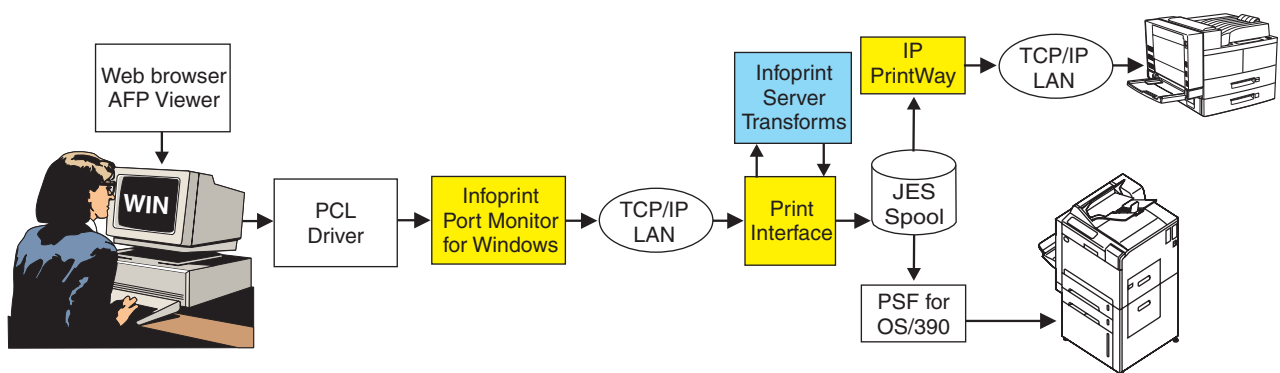 Web browser
AFP Viewer
WIN
PCL
Driver
Infoprint
Port Monitor
for Windows
TCP/IP
LAN
Infoprint
Server
Transforms
Print
Interface
JES
Spool
IP
PrintWay
TCP/IP
LAN
PSF for
OS/390